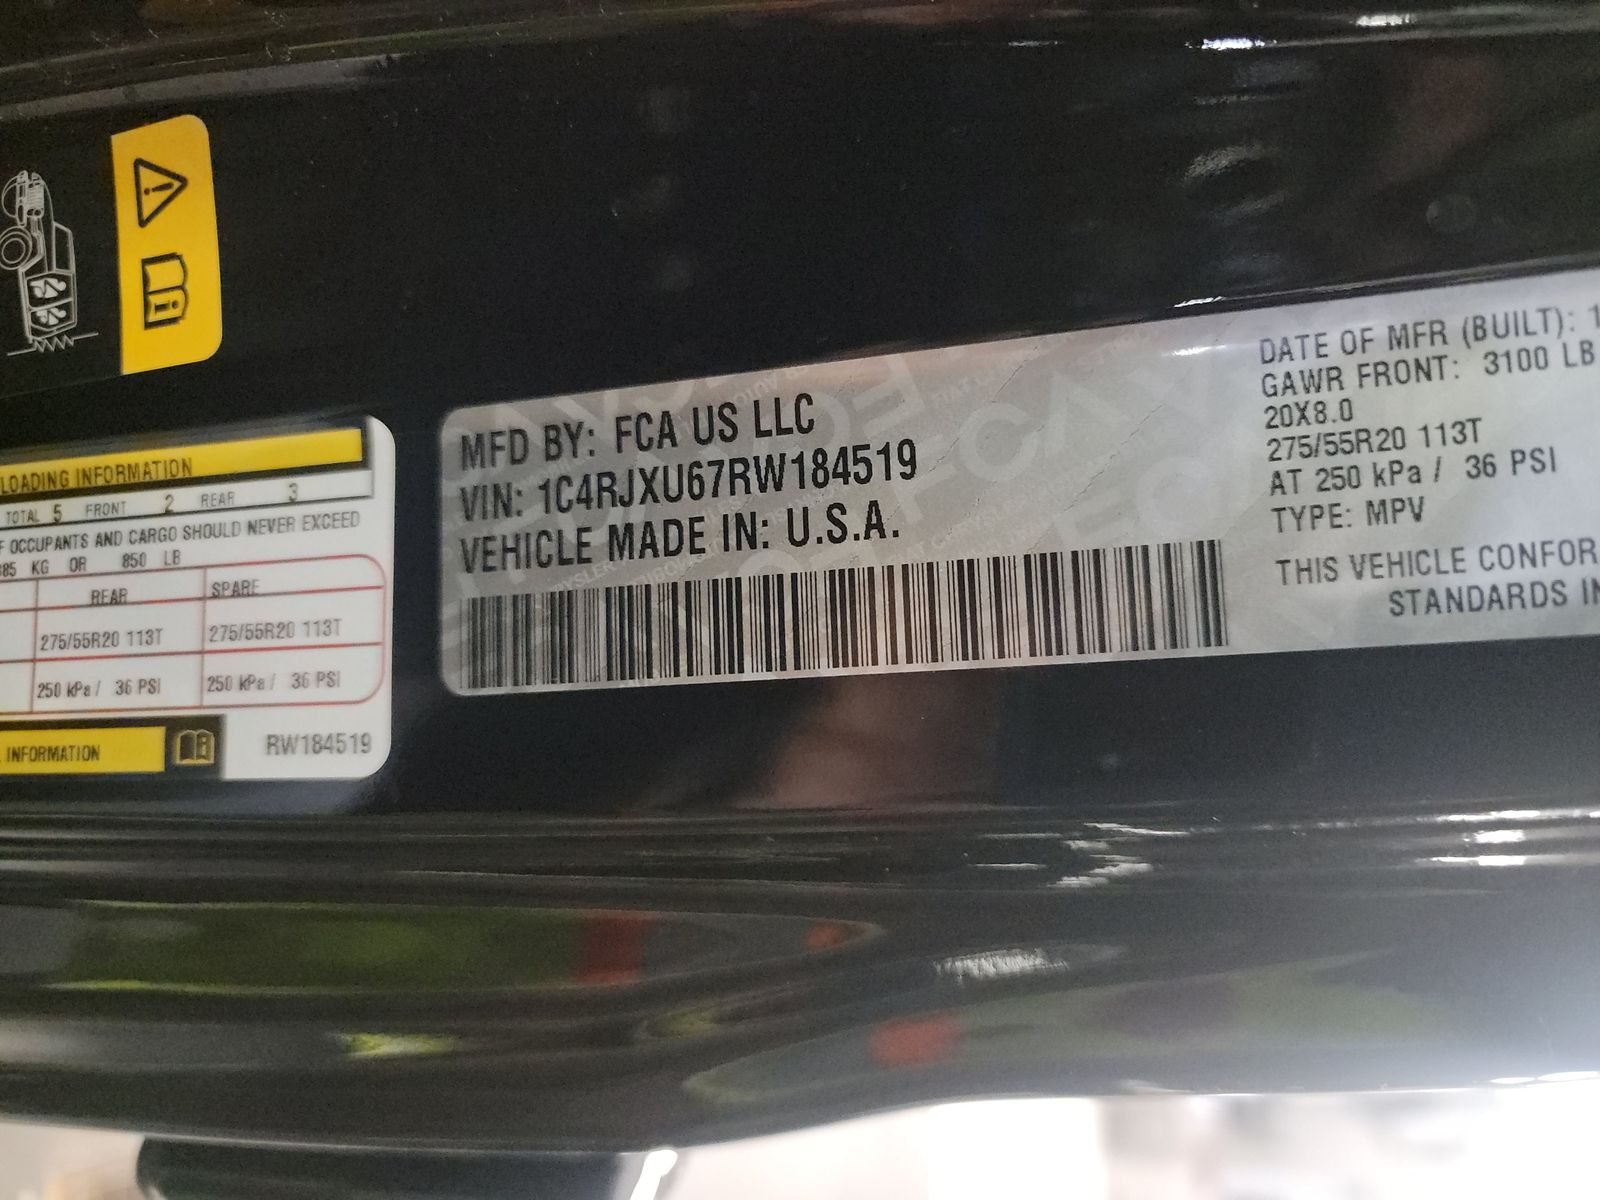 LOADING INFORMATION
TOTAL 5 FRONT 2 REAR 3
F OCCUPANTS AND CARGO SHOULD NEVER EXCEED
385 KG OR 850 LB
REAR SPARE
275/55R20 113T 275/55R20 113T
250 kPa / 36 PSI 250 kPa / 36 PSI
INFORMATION
RW184519
MFD BY: FCA US LLC
VIN: 1C4RJXU67RW184519
VEHICLE MADE IN: U.S.A.
DATE OF MFR (BUILT): 1
GAWR FRONT: 3100 LB
20X8.0
275/55R20 113T
AT 250 kPa / 36 PSI
TYPE: MPV
THIS VEHICLE CONFOR
STANDARDS IN